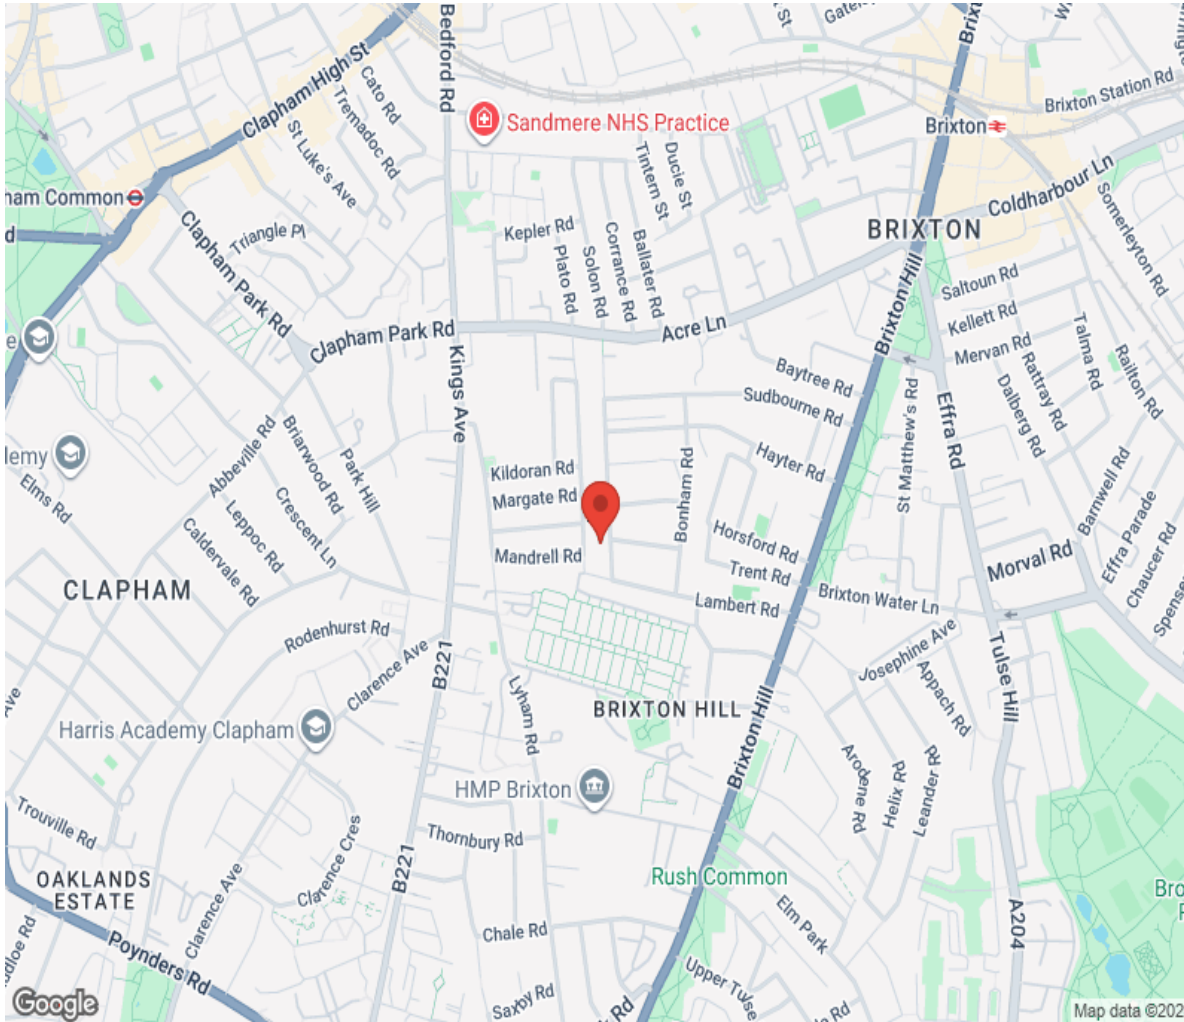 Bedford Rd
Clapham High St
Cato Rd
Tremadoc Rd
St Luke's Ave
Sandmere NHS Practice
Ducie St
Tintern St
Brixton
Brixton Station Rd
Coldharbour Ln
Somerleyton Rd
ham Common
Triangle Pl
Clapham Park Rd
Kepler Rd
Plato Rd
Solon Rd
Corrance Rd
Ballater Rd
BRIXTON
Brixton Hill
Saltoun Rd
Kellett Rd
Mervan Rd
Talma Rd
Railton Rd
Rattray Rd
Dalberg Rd
Clapham Park Rd
Acre Ln
Kings Ave
Baytree Rd
Sudbourne Rd
St Matthew's Rd
Effra Rd
Abbeville Rd
Briarwood Rd
Park Hill
Kildoran Rd
Margate Rd
Bonham Rd
Hayter Rd
Barnwell Rd
Effra Parade
Chaucer Rd
Elms Rd
Leppoc Rd
Crescent Ln
Caldervale Rd
Mandrell Rd
Horsford Rd
Trent Rd
Morval Rd
CLAPHAM
Lambert Rd
Brixton Water Ln
Rodenhurst Rd
Clarence Ave
B221
Josephine Ave
Appach Rd
Tulse Hill
Lyham Rd
BRIXTON HILL
Brixton Hill
Harris Academy Clapham
HMP Brixton
Arodene Rd
Helix Rd
Leander Rd
Trouville Rd
Thornbury Rd
Clarence Cres
B221
Rush Common
OAKLANDS
ESTATE
Clarence Ave
Poynders Rd
Chale Rd
Elm Park
A204
Saxby Rd
Google
Map data ©202